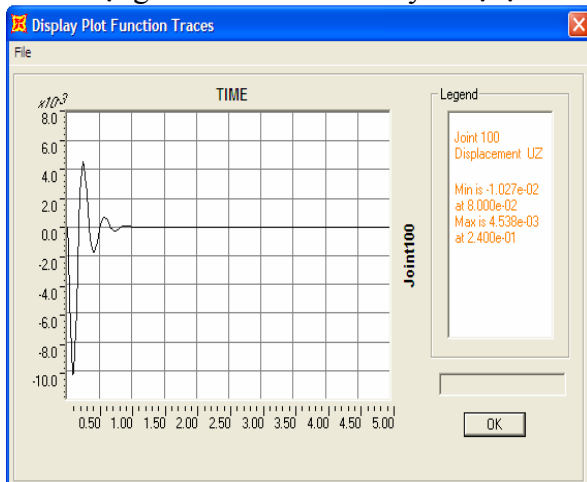 Display Plot Function Traces
File
TIME
x10-3
8.0
6.0
4.0
2.0
0.0
-2.0
-4.0
-6.0
-8.0
-10.0
0.50 1.00 1.50 2.00 2.50 3.00 3.50 4.00 4.50 5.00
Joint100
Legend
Joint 100
Displacement UZ
Min is -1.027e-02
at 8.000e-02
Max is 4.538e-03
at 2.400e-01
OK